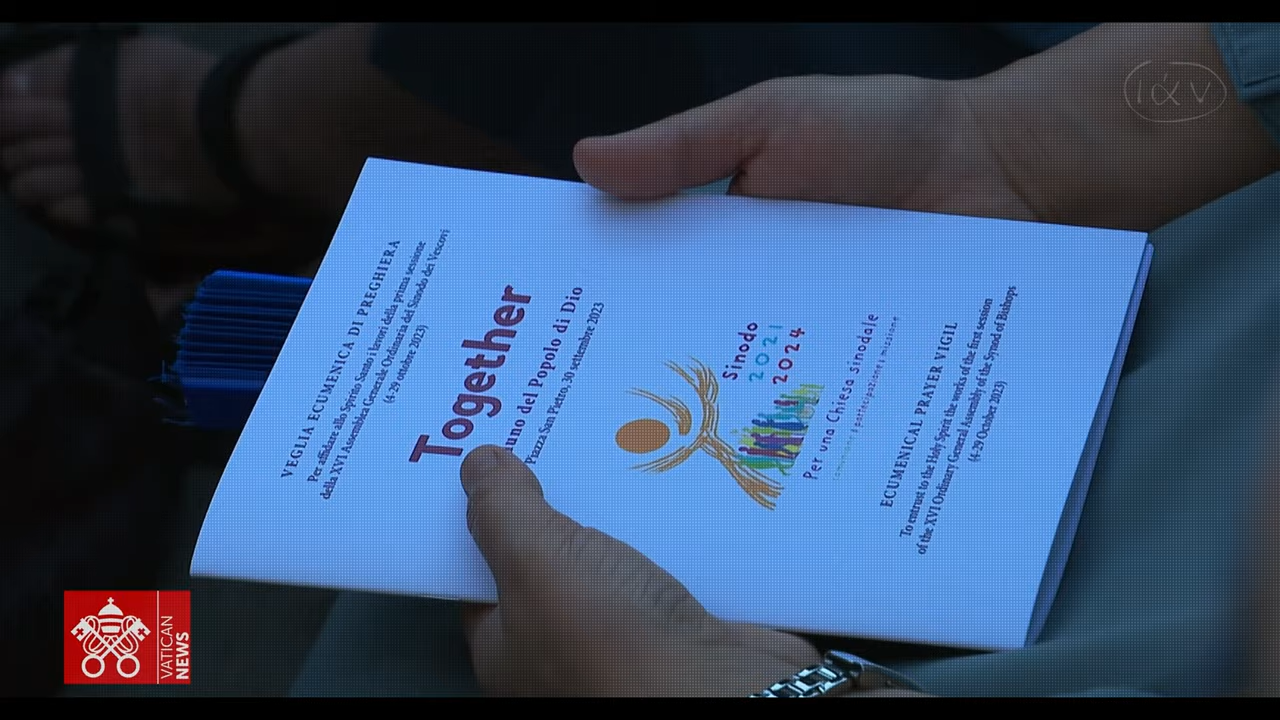 VEGLIA ECUMENICA DI PREGHIERA
Per affidare allo Spirito Santo i lavori della prima sessione
della XVI Assemblea Generale Ordinaria del Sinodo dei Vescovi
(4-29 ottobre 2023)
Together
del Popolo di Dio
Piazza San Pietro, 30 settembre 2023
Sinodo
2021
2024
Per una Chiesa sinodale
comunione | partecipazione | missione
ECUMENICAL PRAYER VIGIL
To entrust to the Holy Spirit the works of the first session
of the XVI Ordinary General Assembly of the Synod of Bishops
(4-29 October 2023)
VATICAN
NEWS